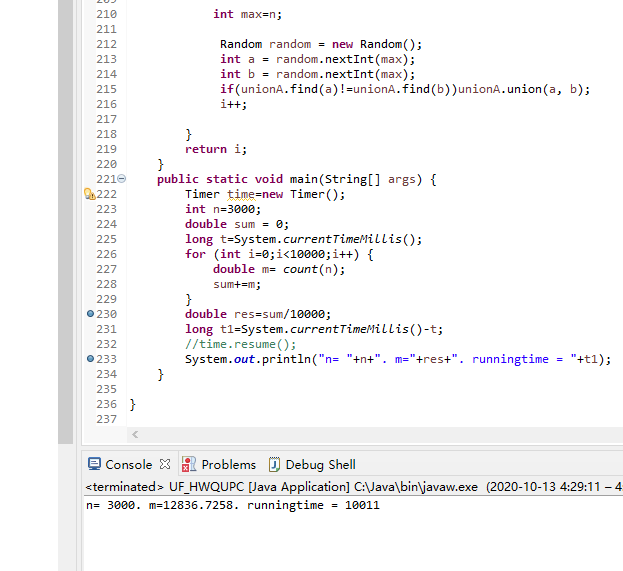 210 int max=n;
211
212 Random random = new Random();
213 int a = random.nextInt(max);
214 int b = random.nextInt(max);
215 if(unionA.find(a)!=unionA.find(b))unionA.union(a, b);
216 i++;
217
218 }
219 return i;
220 }
221 public static void main(String[] args) {
222 Timer time=new Timer();
223 int n=3000;
224 double sum = 0;
225 long t=System.currentTimeMillis();
226 for (int i=0;i<10000;i++) {
227 double m= count(n);
228 sum+=m;
229 }
230 double res=sum/10000;
231 long t1=System.currentTimeMillis()-t;
232 //time.resume();
233 System.out.println("n= "+n+". m="+res+". runningtime = "+t1);
234 }
235
236 }
237
Console Problems Debug Shell
<terminated> UF_HWQUPC [Java Application] C:\Java\bin\javaw.exe (2020-10-13 4:29:11 – 4
n= 3000. m=12836.7258. runningtime = 10011